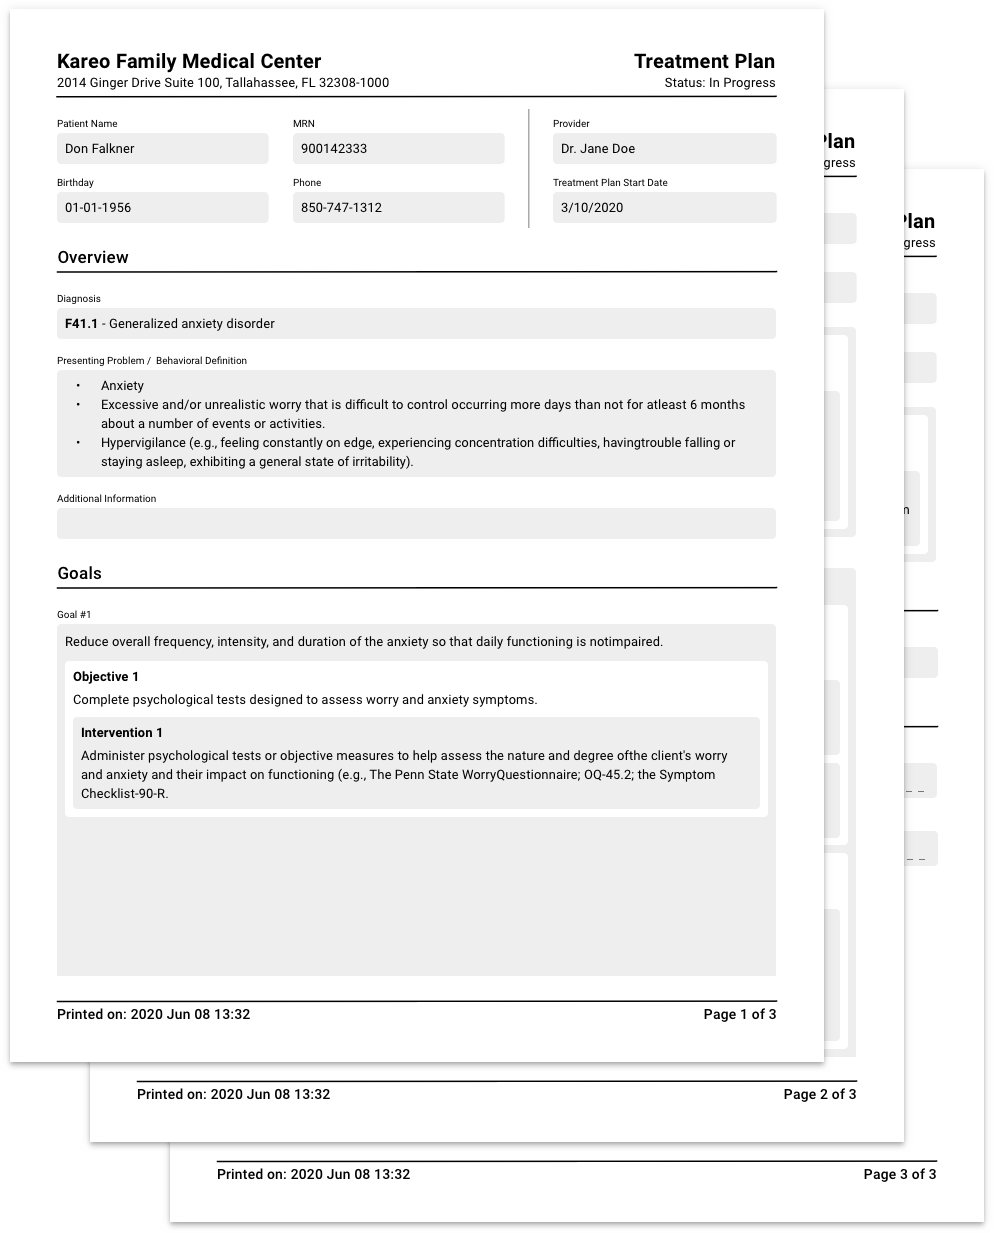 Kareo Family Medical Center
Treatment Plan
2014 Ginger Drive Suite 100, Tallahassee, FL 32308-1000
Status: In Progress
Patient Name
MRN
Provider
Don Falkner
900142333
Dr. Jane Doe
Birthday
Phone
Treatment Plan Start Date
01-01-1956
850-747-1312
3/10/2020
Overview
Diagnosis
F41.1 - Generalized anxiety disorder
Presenting Problem /  Behavioral Definition
• Anxiety
• Excessive and/or unrealistic worry that is difficult to control occurring more days than not for atleast 6 months
about a number of events or activities.
• Hypervigilance (e.g., feeling constantly on edge, experiencing concentration difficulties, havingtrouble falling or
staying asleep, exhibiting a general state of irritability).
Additional Information
Goals
Goal #1
Reduce overall frequency, intensity, and duration of the anxiety so that daily functioning is notimpaired.
Objective 1
Complete psychological tests designed to assess worry and anxiety symptoms.
Intervention 1
Administer psychological tests or objective measures to help assess the nature and degree ofthe client's worry
and anxiety and their impact on functioning (e.g., The Penn State WorryQuestionnaire; OQ-45.2; the Symptom
Checklist-90-R.
Printed on: 2020 Jun 08 13:32
Page 1 of 3
Plan
gress
Printed on: 2020 Jun 08 13:32
Page 2 of 3
Plan
gress
m
_ _
_ _
Printed on: 2020 Jun 08 13:32
Page 3 of 3